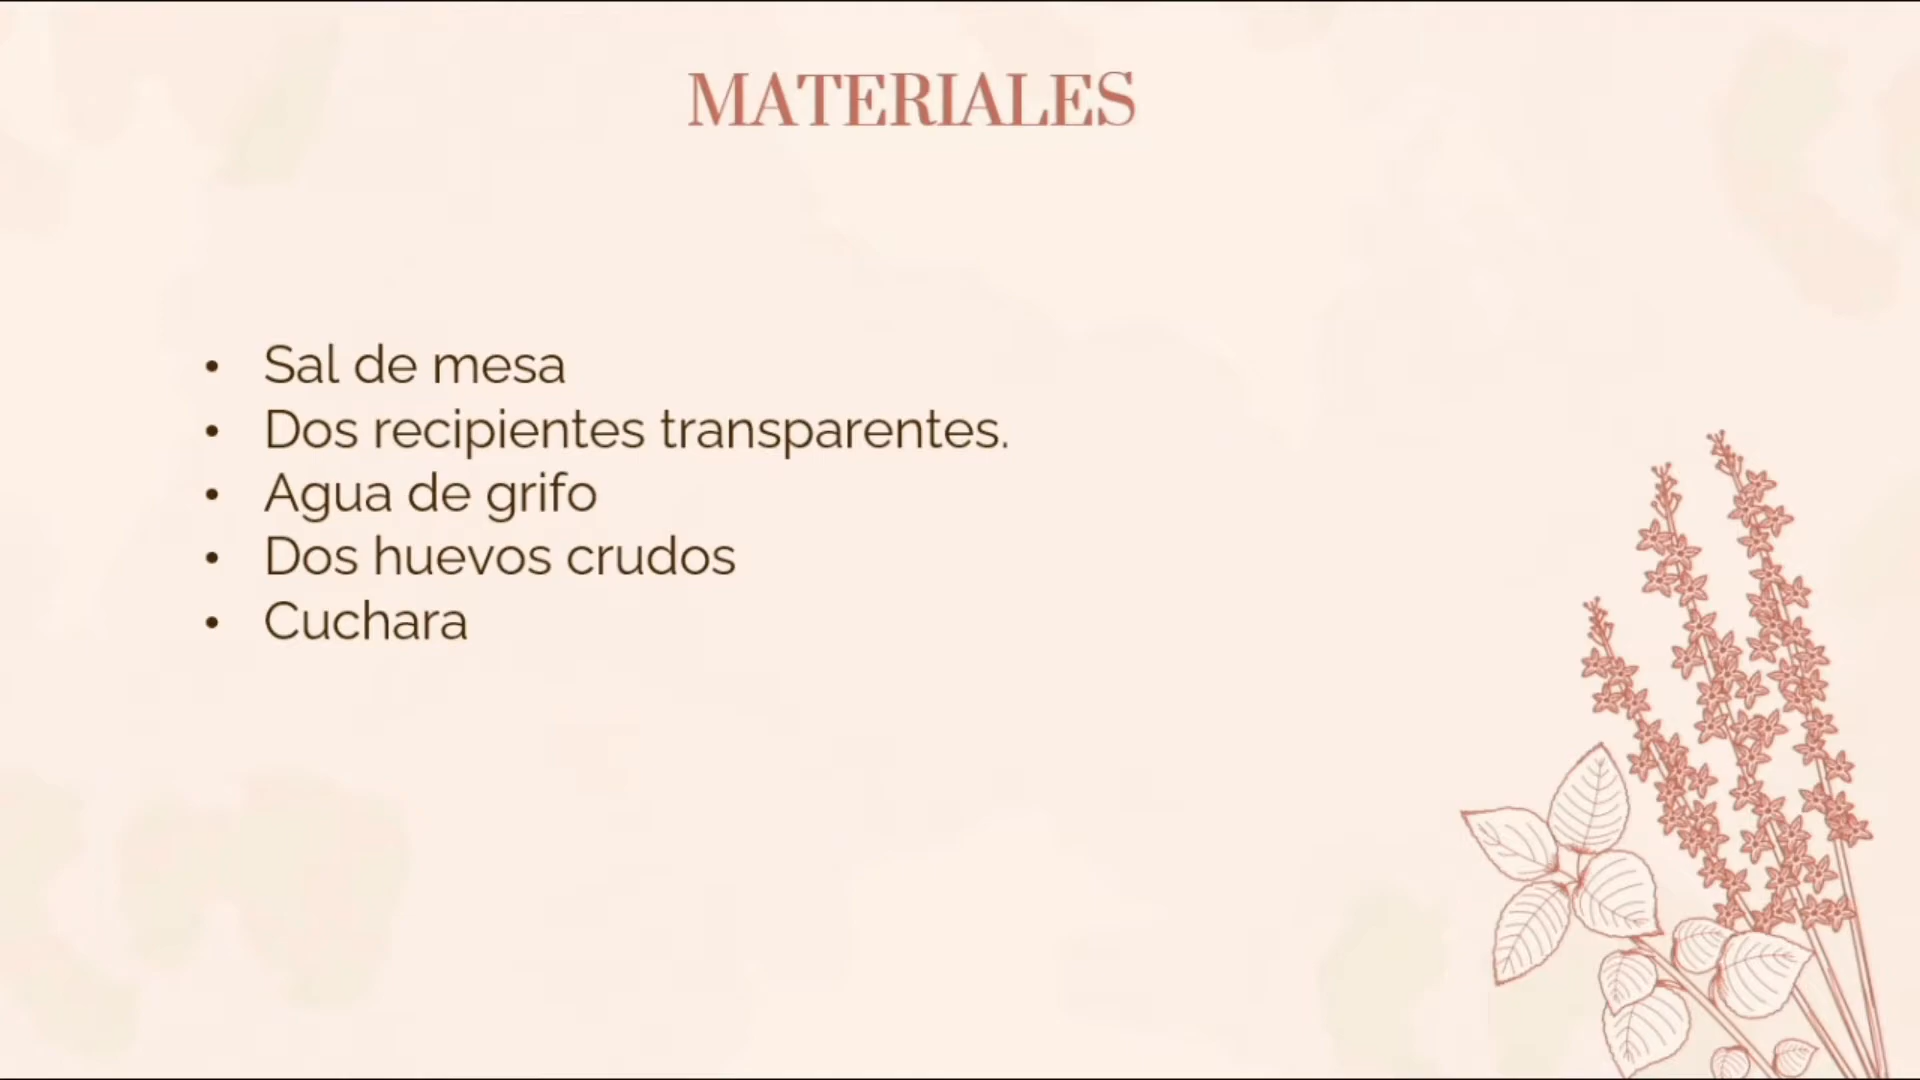 MATERIALES
• Sal de mesa
• Dos recipientes transparentes.
• Agua de grifo
• Dos huevos crudos
• Cuchara